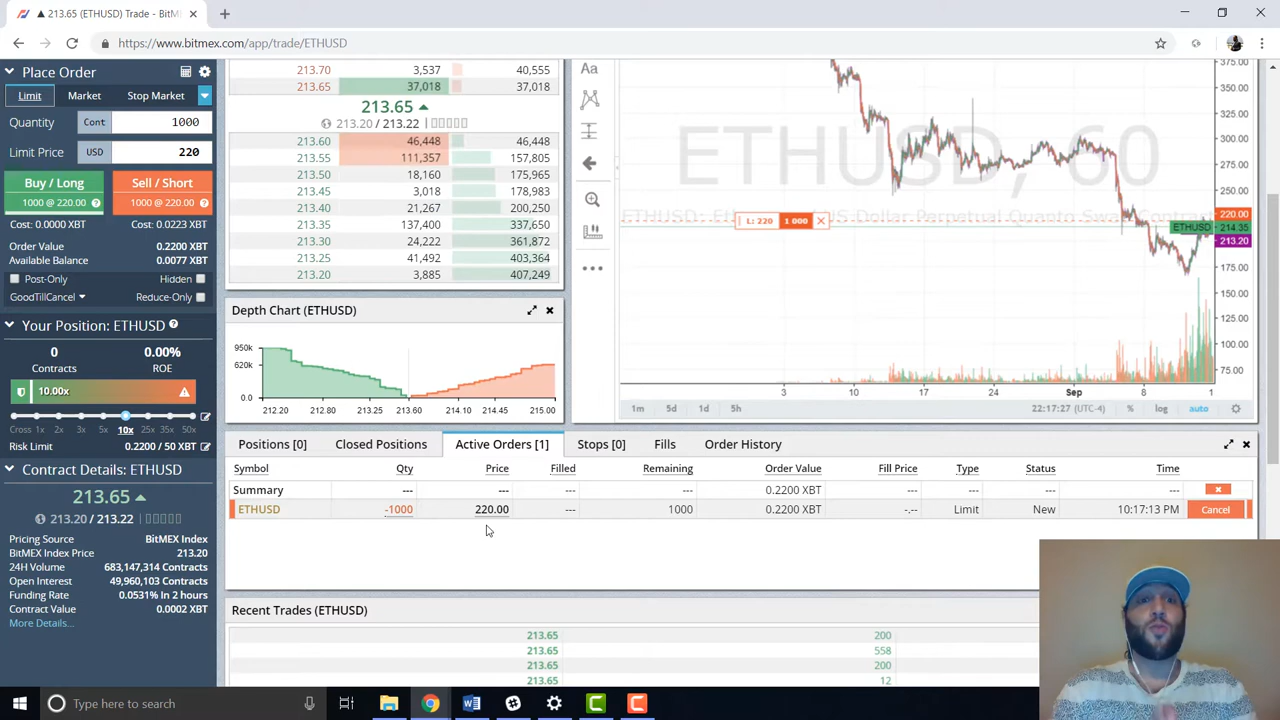 ▲ 213.65 (ETHUSD) Trade - BitM
https://www.bitmex.com/app/trade/ETHUSD
Place Order
Limit Market Stop Market
Quantity Cont 1000
Limit Price USD 220
Buy / Long Sell / Short
1000 @ 220.00 ? 1000 @ 220.00 ?
Cost: 0.0000 XBT Cost: 0.0223 XBT
Order Value 0.2200 XBT
Available Balance 0.0077 XBT
Post-Only Hidden
GoodTillCancel Reduce-Only
Your Position: ETHUSD ?
0 0.00%
Contracts ROE
10.00x
Cross 1x 2x 3x 5x 10x 25x 35x 50x
Risk Limit 0.2200 / 50 XBT
Contract Details: ETHUSD
213.65
213.20 / 213.22
Pricing Source BitMEX Index
BitMEX Index Price 213.20
24H Volume 683,147,314 Contracts
Open Interest 49,960,103 Contracts
Funding Rate 0.0531% In 2 hours
Contract Value 0.0002 XBT
More Details...
213.70 3,537 40,555
213.65 37,018 37,018
213.65
213.20 / 213.22
213.60 46,448 46,448
213.55 111,357 157,805
213.50 18,160 175,965
213.45 3,018 178,983
213.40 21,267 200,250
213.35 137,400 337,650
213.30 24,222 361,872
213.25 41,492 403,364
213.20 3,885 407,249
Depth Chart (ETHUSD)
950k
620k
0.0
212.20 212.80 213.25 213.60 214.10 214.45 215.00
Aa
ETHUSD, 60
L: 220 1 000
375.00
300.00
275.00
250.00
220.00
ETHUSD 214.35
213.20
175.00
150.00
125.00
100.00
75.00
3 10 17 24 Sep 8 1
1m 5d 1d 5h 22:17:27 (UTC-4) % log auto
Positions [0] Closed Positions Active Orders [1] Stops [0] Fills Order History
Symbol Qty Price Filled Remaining Order Value Fill Price Type Status Time
Summary --- --- --- --- 0.2200 XBT --- --- --- ---
ETHUSD -1000 220.00 --- 1000 0.2200 XBT -.-- Limit New 10:17:13 PM Cancel
Recent Trades (ETHUSD)
213.65 200
213.65 558
213.65 200
213.65 12
Type here to search